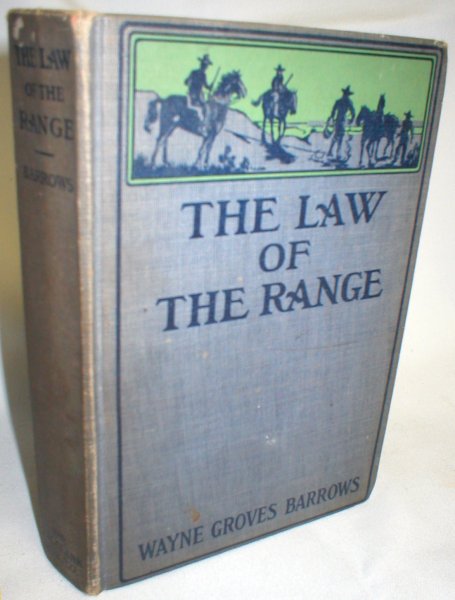 THE LAW
OF THE
RANGE
BARROWS
THE LAW
OF
THE RANGE
WAYNE GROVES BARROWS